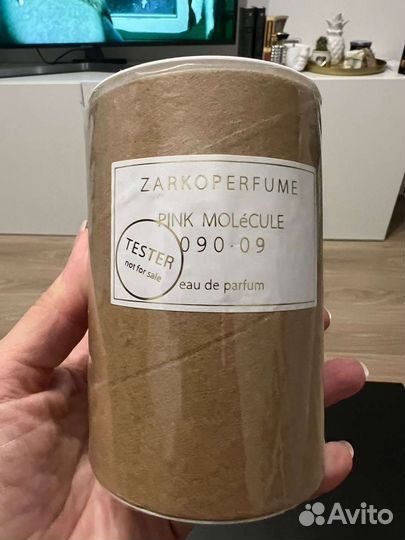 ZARKOPERFUME
PINK MOLéCULE
090·09
TESTER
not for sale
eau de parfum
Avito